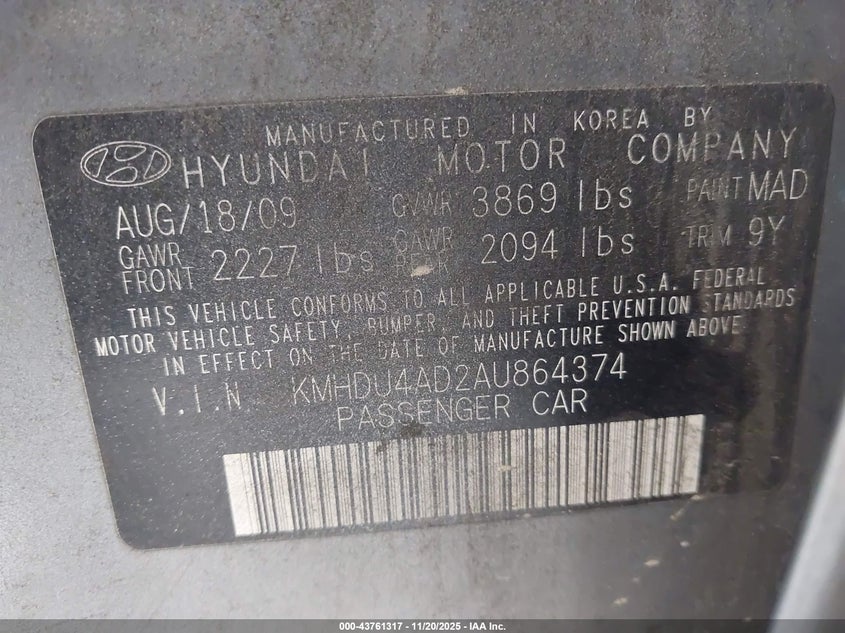 MANUFACTURED IN KOREA BY
HYUNDAI MOTOR COMPANY
AUG/18/09 GVWR 3869 lbs PAINT MAD
GAWR FRONT 2227 lbs GAWR REAR 2094 lbs TRIM 9Y
THIS VEHICLE CONFORMS TO ALL APPLICABLE U.S.A. FEDERAL
MOTOR VEHICLE SAFETY, BUMPER, AND THEFT PREVENTION STANDARDS
IN EFFECT ON THE DATE OF MANUFACTURE SHOWN ABOVE
V.I.N KMHDU4AD2AU864374
PASSENGER CAR
000-43761317 - 11/20/2025 - IAA Inc.